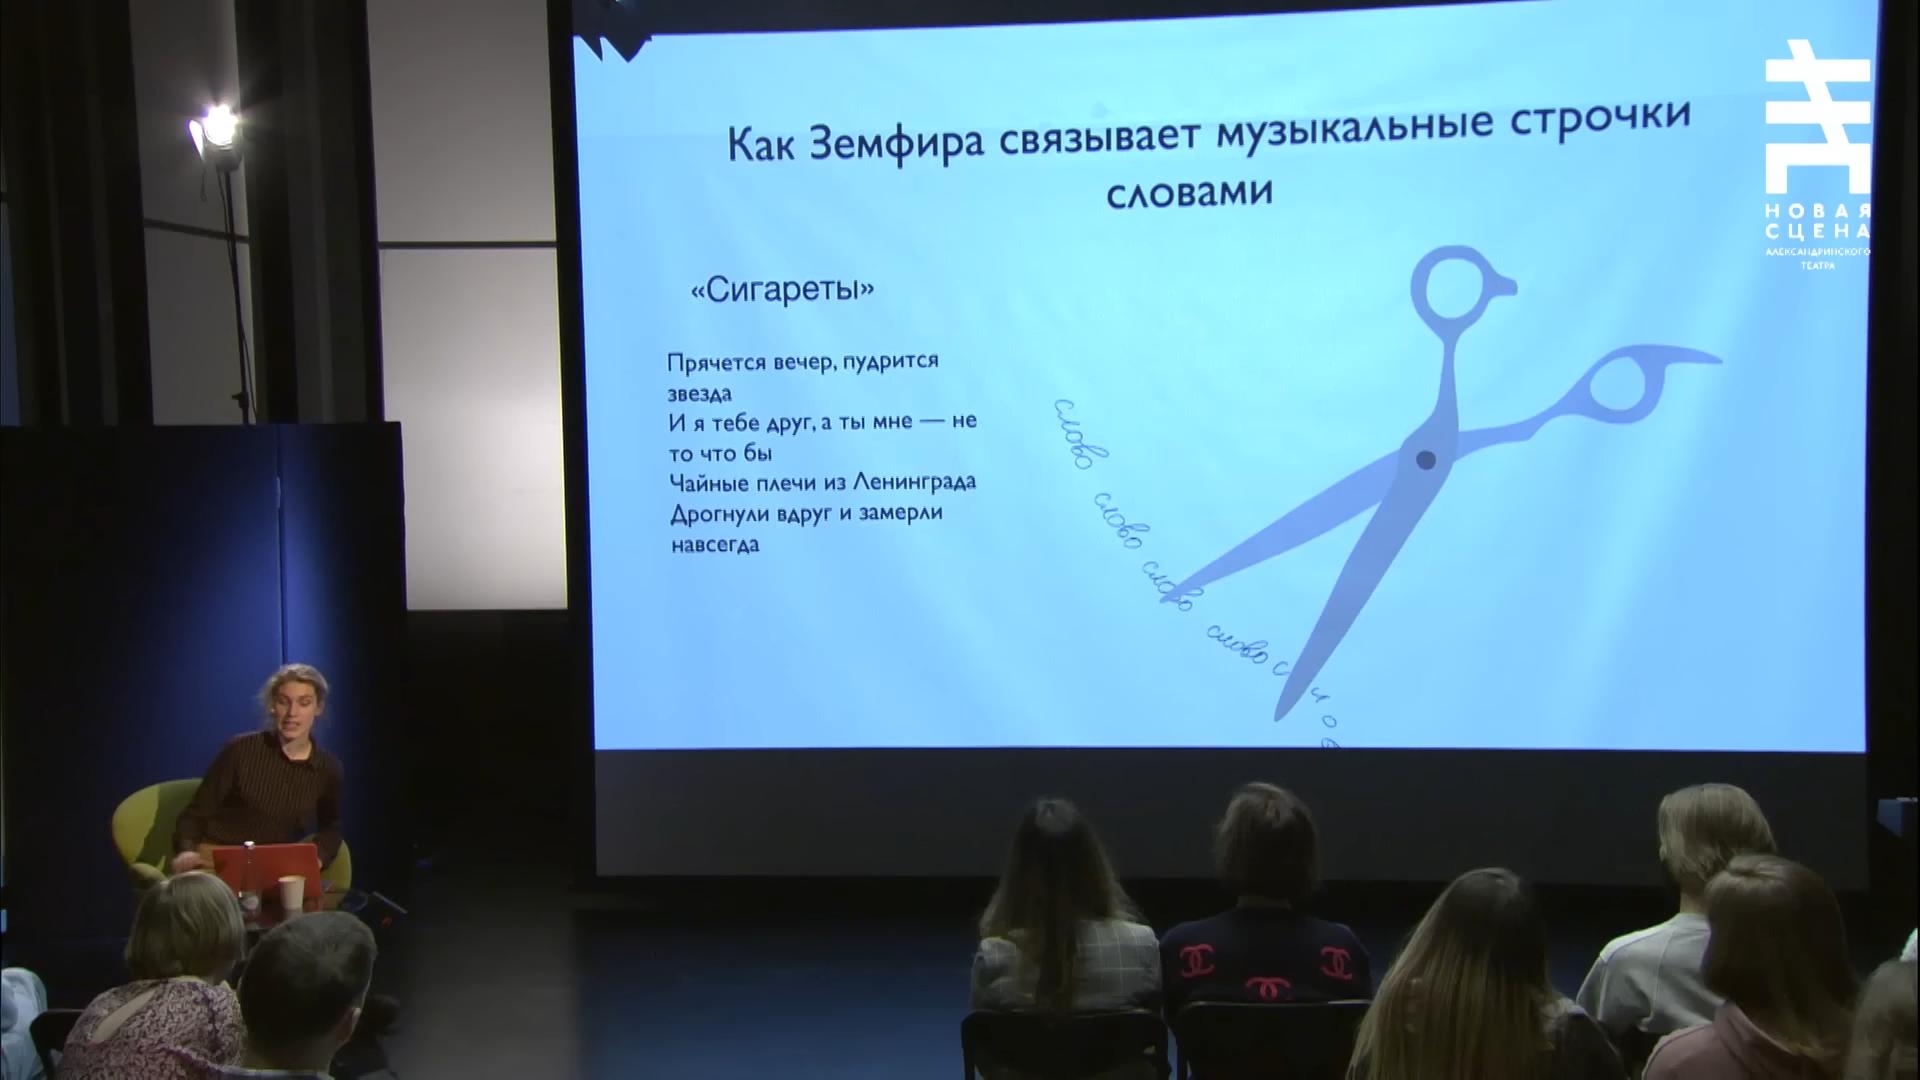 Как Земфира связывает музыкальные строчки
словами
«Сигареты»
Прячется вечер, пудрится
звезда
И я тебе друг, а ты мне — не
то что бы
Чайные плечи из Ленинграда
Дрогнули вдруг и замерли
навсегда
слово
слово
слово
слово
НОВАЯ
СЦЕНА
АЛЕКСАНДРИНСКОГО
ТЕАТРА